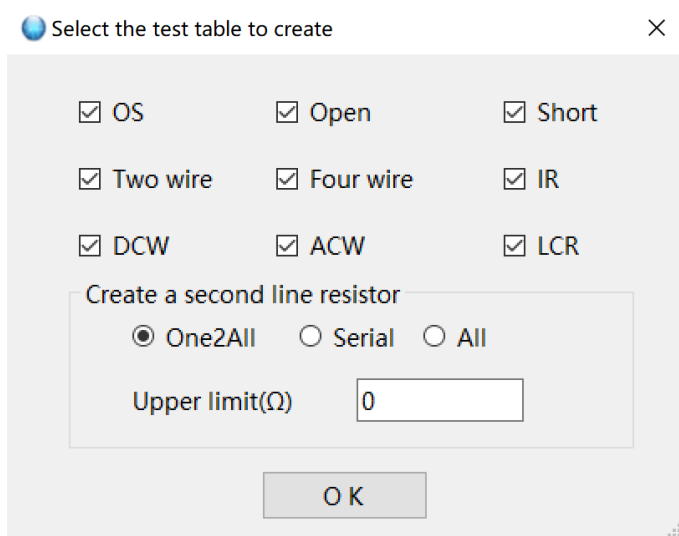 Select the test table to create
OS Open Short
Two wire Four wire IR
DCW ACW LCR
Create a second line resistor
One2All Serial All
Upper limit(Ω) 0
O K